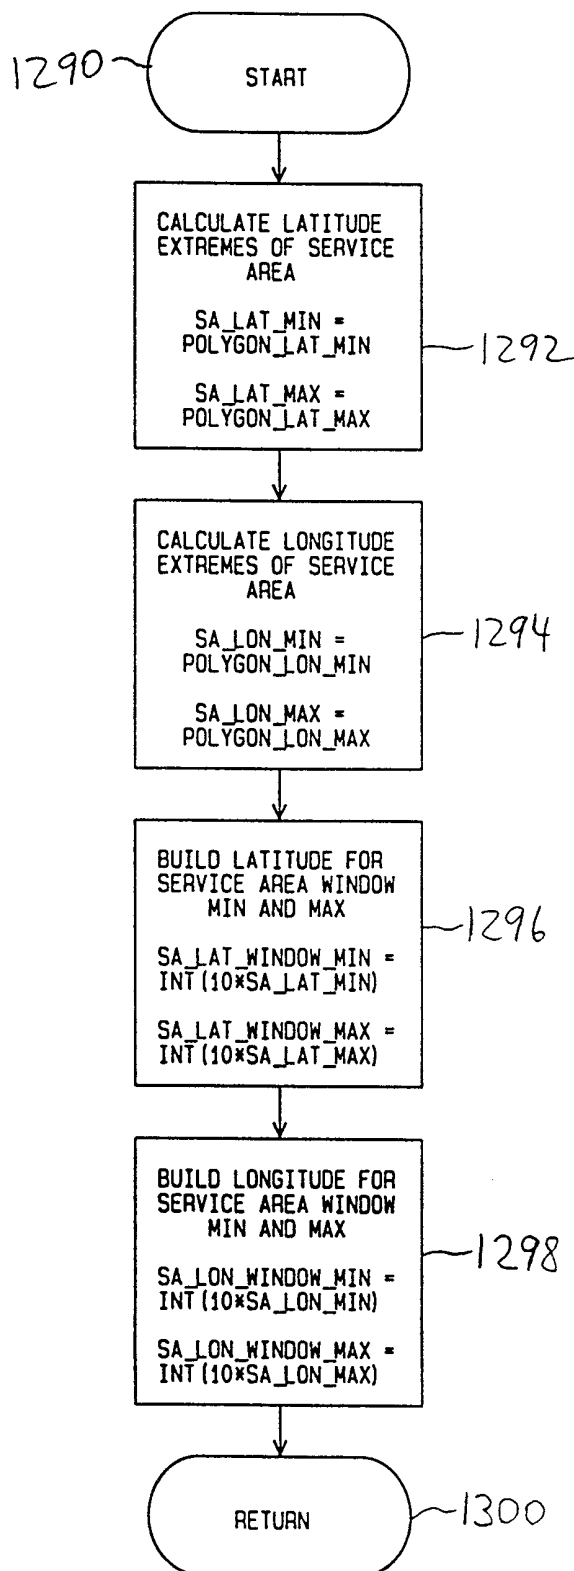 1290
START
CALCULATE LATITUDE
EXTREMES OF SERVICE
AREA
SA_LAT_MIN =
POLYGON_LAT_MIN
SA_LAT_MAX =
POLYGON_LAT_MAX
1292
CALCULATE LONGITUDE
EXTREMES OF SERVICE
AREA
SA_LON_MIN =
POLYGON_LON_MIN
SA_LON_MAX =
POLYGON_LON_MAX
1294
BUILD LATITUDE FOR
SERVICE AREA WINDOW
MIN AND MAX
SA_LAT_WINDOW_MIN =
INT(10*SA_LAT_MIN)
SA_LAT_WINDOW_MAX =
INT(10*SA_LAT_MAX)
1296
BUILD LONGITUDE FOR
SERVICE AREA WINDOW
MIN AND MAX
SA_LON_WINDOW_MIN =
INT(10*SA_LON_MIN)
SA_LON_WINDOW_MAX =
INT(10*SA_LON_MAX)
1298
RETURN
1300